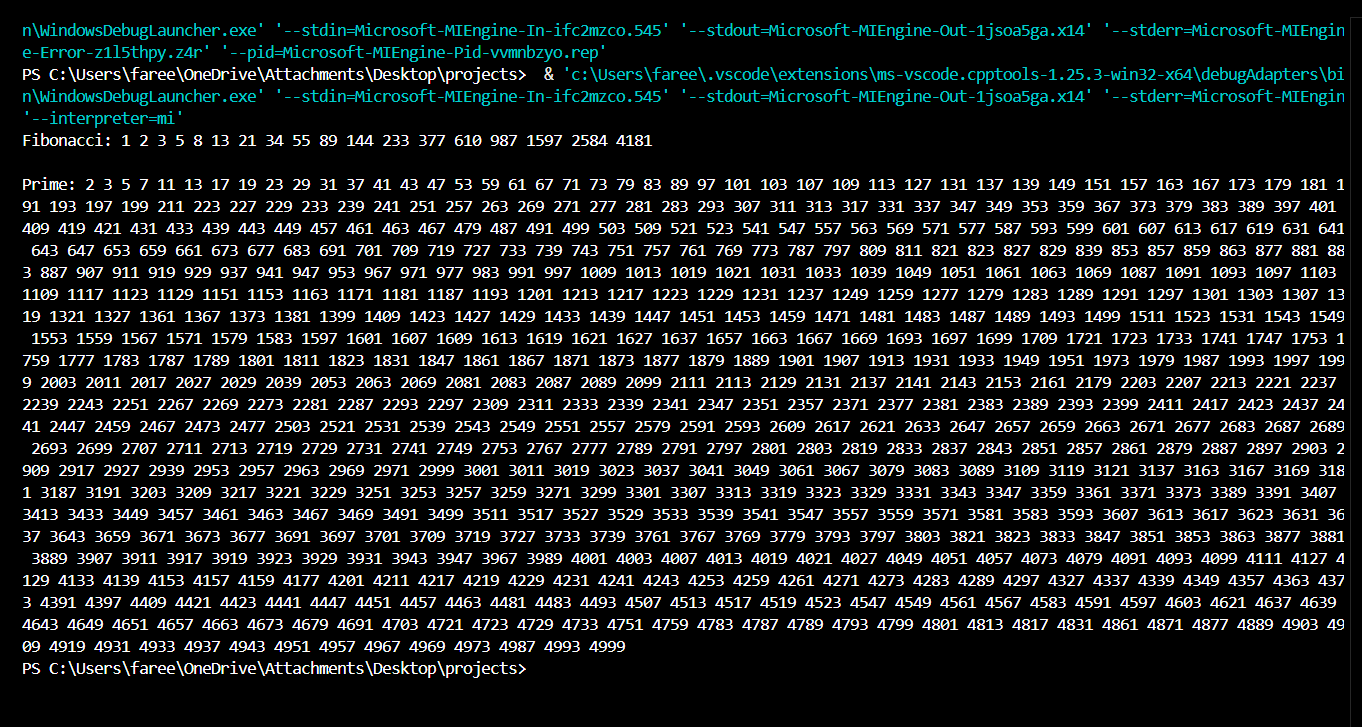 n\WindowsDebugLauncher.exe' '--stdin=Microsoft-MIEngine-In-ifc2mzco.545' '--stdout=Microsoft-MIEngine-Out-1jsoa5ga.x14' '--stderr=Microsoft-MIEngin
e-Error-z1l5thpy.z4r' '--pid=Microsoft-MIEngine-Pid-vvmnbzyo.rep'
PS C:\Users\faree\OneDrive\Attachments\Desktop\projects>  & 'c:\Users\faree\.vscode\extensions\ms-vscode.cpptools-1.25.3-win32-x64\debugAdapters\bi
n\WindowsDebugLauncher.exe' '--stdin=Microsoft-MIEngine-In-ifc2mzco.545' '--stdout=Microsoft-MIEngine-Out-1jsoa5ga.x14' '--stderr=Microsoft-MIEngin
'--interpreter=mi'
Fibonacci: 1 2 3 5 8 13 21 34 55 89 144 233 377 610 987 1597 2584 4181
Prime: 2 3 5 7 11 13 17 19 23 29 31 37 41 43 47 53 59 61 67 71 73 79 83 89 97 101 103 107 109 113 127 131 137 139 149 151 157 163 167 173 179 181 1
91 193 197 199 211 223 227 229 233 239 241 251 257 263 269 271 277 281 283 293 307 311 313 317 331 337 347 349 353 359 367 373 379 383 389 397 401
409 419 421 431 433 439 443 449 457 461 463 467 479 487 491 499 503 509 521 523 541 547 557 563 569 571 577 587 593 599 601 607 613 617 619 631 641
643 647 653 659 661 673 677 683 691 701 709 719 727 733 739 743 751 757 761 769 773 787 797 809 811 821 823 827 829 839 853 857 859 863 877 881 88
3 887 907 911 919 929 937 941 947 953 967 971 977 983 991 997 1009 1013 1019 1021 1031 1033 1039 1049 1051 1061 1063 1069 1087 1091 1093 1097 1103
1109 1117 1123 1129 1151 1153 1163 1171 1181 1187 1193 1201 1213 1217 1223 1229 1231 1237 1249 1259 1277 1279 1283 1289 1291 1297 1301 1303 1307 13
19 1321 1327 1361 1367 1373 1381 1399 1409 1423 1427 1429 1433 1439 1447 1451 1453 1459 1471 1481 1483 1487 1489 1493 1499 1511 1523 1531 1543 1549
1553 1559 1567 1571 1579 1583 1597 1601 1607 1609 1613 1619 1621 1627 1637 1657 1663 1667 1669 1693 1697 1699 1709 1721 1723 1733 1741 1747 1753 1
759 1777 1783 1787 1789 1801 1811 1823 1831 1847 1861 1867 1871 1873 1877 1879 1889 1901 1907 1913 1931 1933 1949 1951 1973 1979 1987 1993 1997 199
9 2003 2011 2017 2027 2029 2039 2053 2063 2069 2081 2083 2087 2089 2099 2111 2113 2129 2131 2137 2141 2143 2153 2161 2179 2203 2207 2213 2221 2237
2239 2243 2251 2267 2269 2273 2281 2287 2293 2297 2309 2311 2333 2339 2341 2347 2351 2357 2371 2377 2381 2383 2389 2393 2399 2411 2417 2423 2437 24
41 2447 2459 2467 2473 2477 2503 2521 2531 2539 2543 2549 2551 2557 2579 2591 2593 2609 2617 2621 2633 2647 2657 2659 2663 2671 2677 2683 2687 2689
2693 2699 2707 2711 2713 2719 2729 2731 2741 2749 2753 2767 2777 2789 2791 2797 2801 2803 2819 2833 2837 2843 2851 2857 2861 2879 2887 2897 2903 2
909 2917 2927 2939 2953 2957 2963 2969 2971 2999 3001 3011 3019 3023 3037 3041 3049 3061 3067 3079 3083 3089 3109 3119 3121 3137 3163 3167 3169 318
1 3187 3191 3203 3209 3217 3221 3229 3251 3253 3257 3259 3271 3299 3301 3307 3313 3319 3323 3329 3331 3343 3347 3359 3361 3371 3373 3389 3391 3407
3413 3433 3449 3457 3461 3463 3467 3469 3491 3499 3511 3517 3527 3529 3533 3539 3541 3547 3557 3559 3571 3581 3583 3593 3607 3613 3617 3623 3631 36
37 3643 3659 3671 3673 3677 3691 3697 3701 3709 3719 3727 3733 3739 3761 3767 3769 3779 3793 3797 3803 3821 3823 3833 3847 3851 3853 3863 3877 3881
3889 3907 3911 3917 3919 3923 3929 3931 3943 3947 3967 3989 4001 4003 4007 4013 4019 4021 4027 4049 4051 4057 4073 4079 4091 4093 4099 4111 4127 4
129 4133 4139 4153 4157 4159 4177 4201 4211 4217 4219 4229 4231 4241 4243 4253 4259 4261 4271 4273 4283 4289 4297 4327 4337 4339 4349 4357 4363 437
3 4391 4397 4409 4421 4423 4441 4447 4451 4457 4463 4481 4483 4493 4507 4513 4517 4519 4523 4547 4549 4561 4567 4583 4591 4597 4603 4621 4637 4639
4643 4649 4651 4657 4663 4673 4679 4691 4703 4721 4723 4729 4733 4751 4759 4783 4787 4789 4793 4799 4801 4813 4817 4831 4861 4871 4877 4889 4903 49
09 4919 4931 4933 4937 4943 4951 4957 4967 4969 4973 4987 4993 4999
PS C:\Users\faree\OneDrive\Attachments\Desktop\projects>